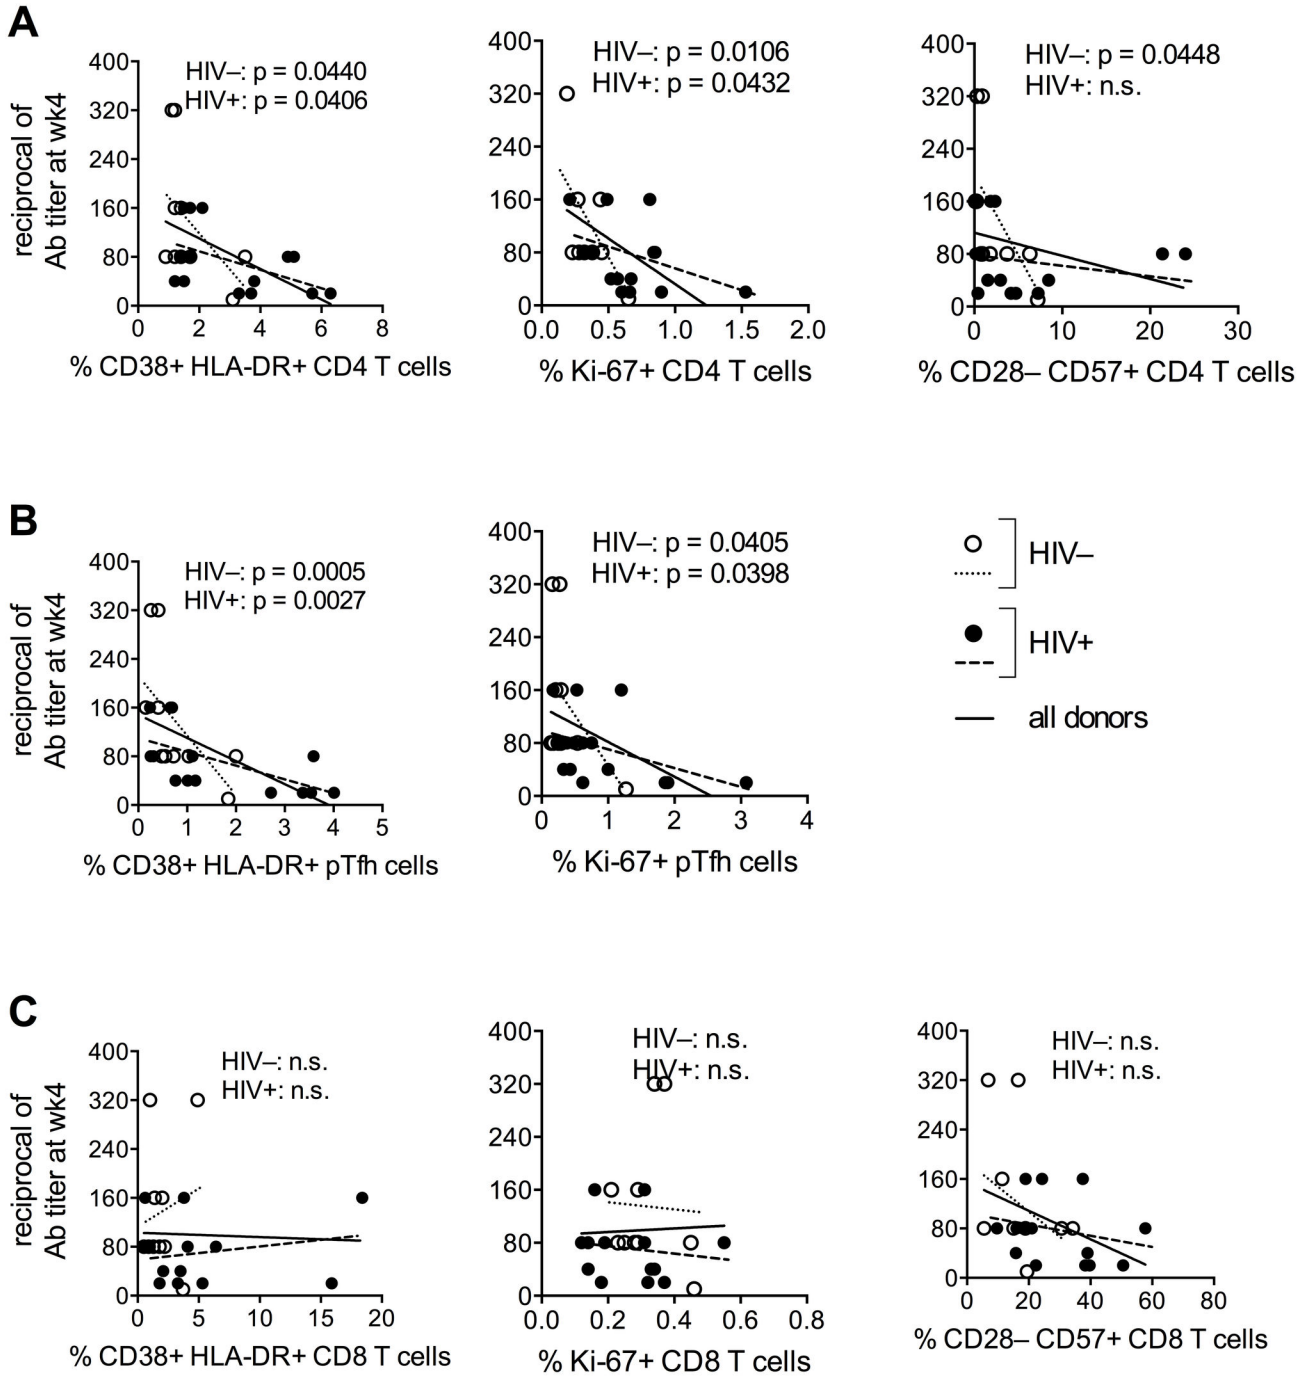 A
reciprocal of
Ab titer at wk4
400
320
240
160
80
0
HIV–: p = 0.0440
HIV+: p = 0.0406
0 2 4 6 8
% CD38+ HLA-DR+ CD4 T cells
400
320
240
160
80
0
HIV–: p = 0.0106
HIV+: p = 0.0432
0.0 0.5 1.0 1.5 2.0
% Ki-67+ CD4 T cells
400
320
240
160
80
0
HIV–: p = 0.0448
HIV+: n.s.
0 10 20 30
% CD28– CD57+ CD4 T cells
B
reciprocal of
Ab titer at wk4
400
320
240
160
80
0
HIV–: p = 0.0005
HIV+: p = 0.0027
0 1 2 3 4 5
% CD38+ HLA-DR+ pTfh cells
400
320
240
160
80
0
HIV–: p = 0.0405
HIV+: p = 0.0398
0 1 2 3 4
% Ki-67+ pTfh cells
HIV–
HIV+
all donors
C
reciprocal of
Ab titer at wk4
400
320
240
160
80
0
HIV–: n.s.
HIV+: n.s.
0 5 10 15 20
% CD38+ HLA-DR+ CD8 T cells
400
320
240
160
80
0
HIV–: n.s.
HIV+: n.s.
0.0 0.2 0.4 0.6 0.8
% Ki-67+ CD8 T cells
400
320
240
160
80
0
HIV–: n.s.
HIV+: n.s.
0 20 40 60 80
% CD28– CD57+ CD8 T cells